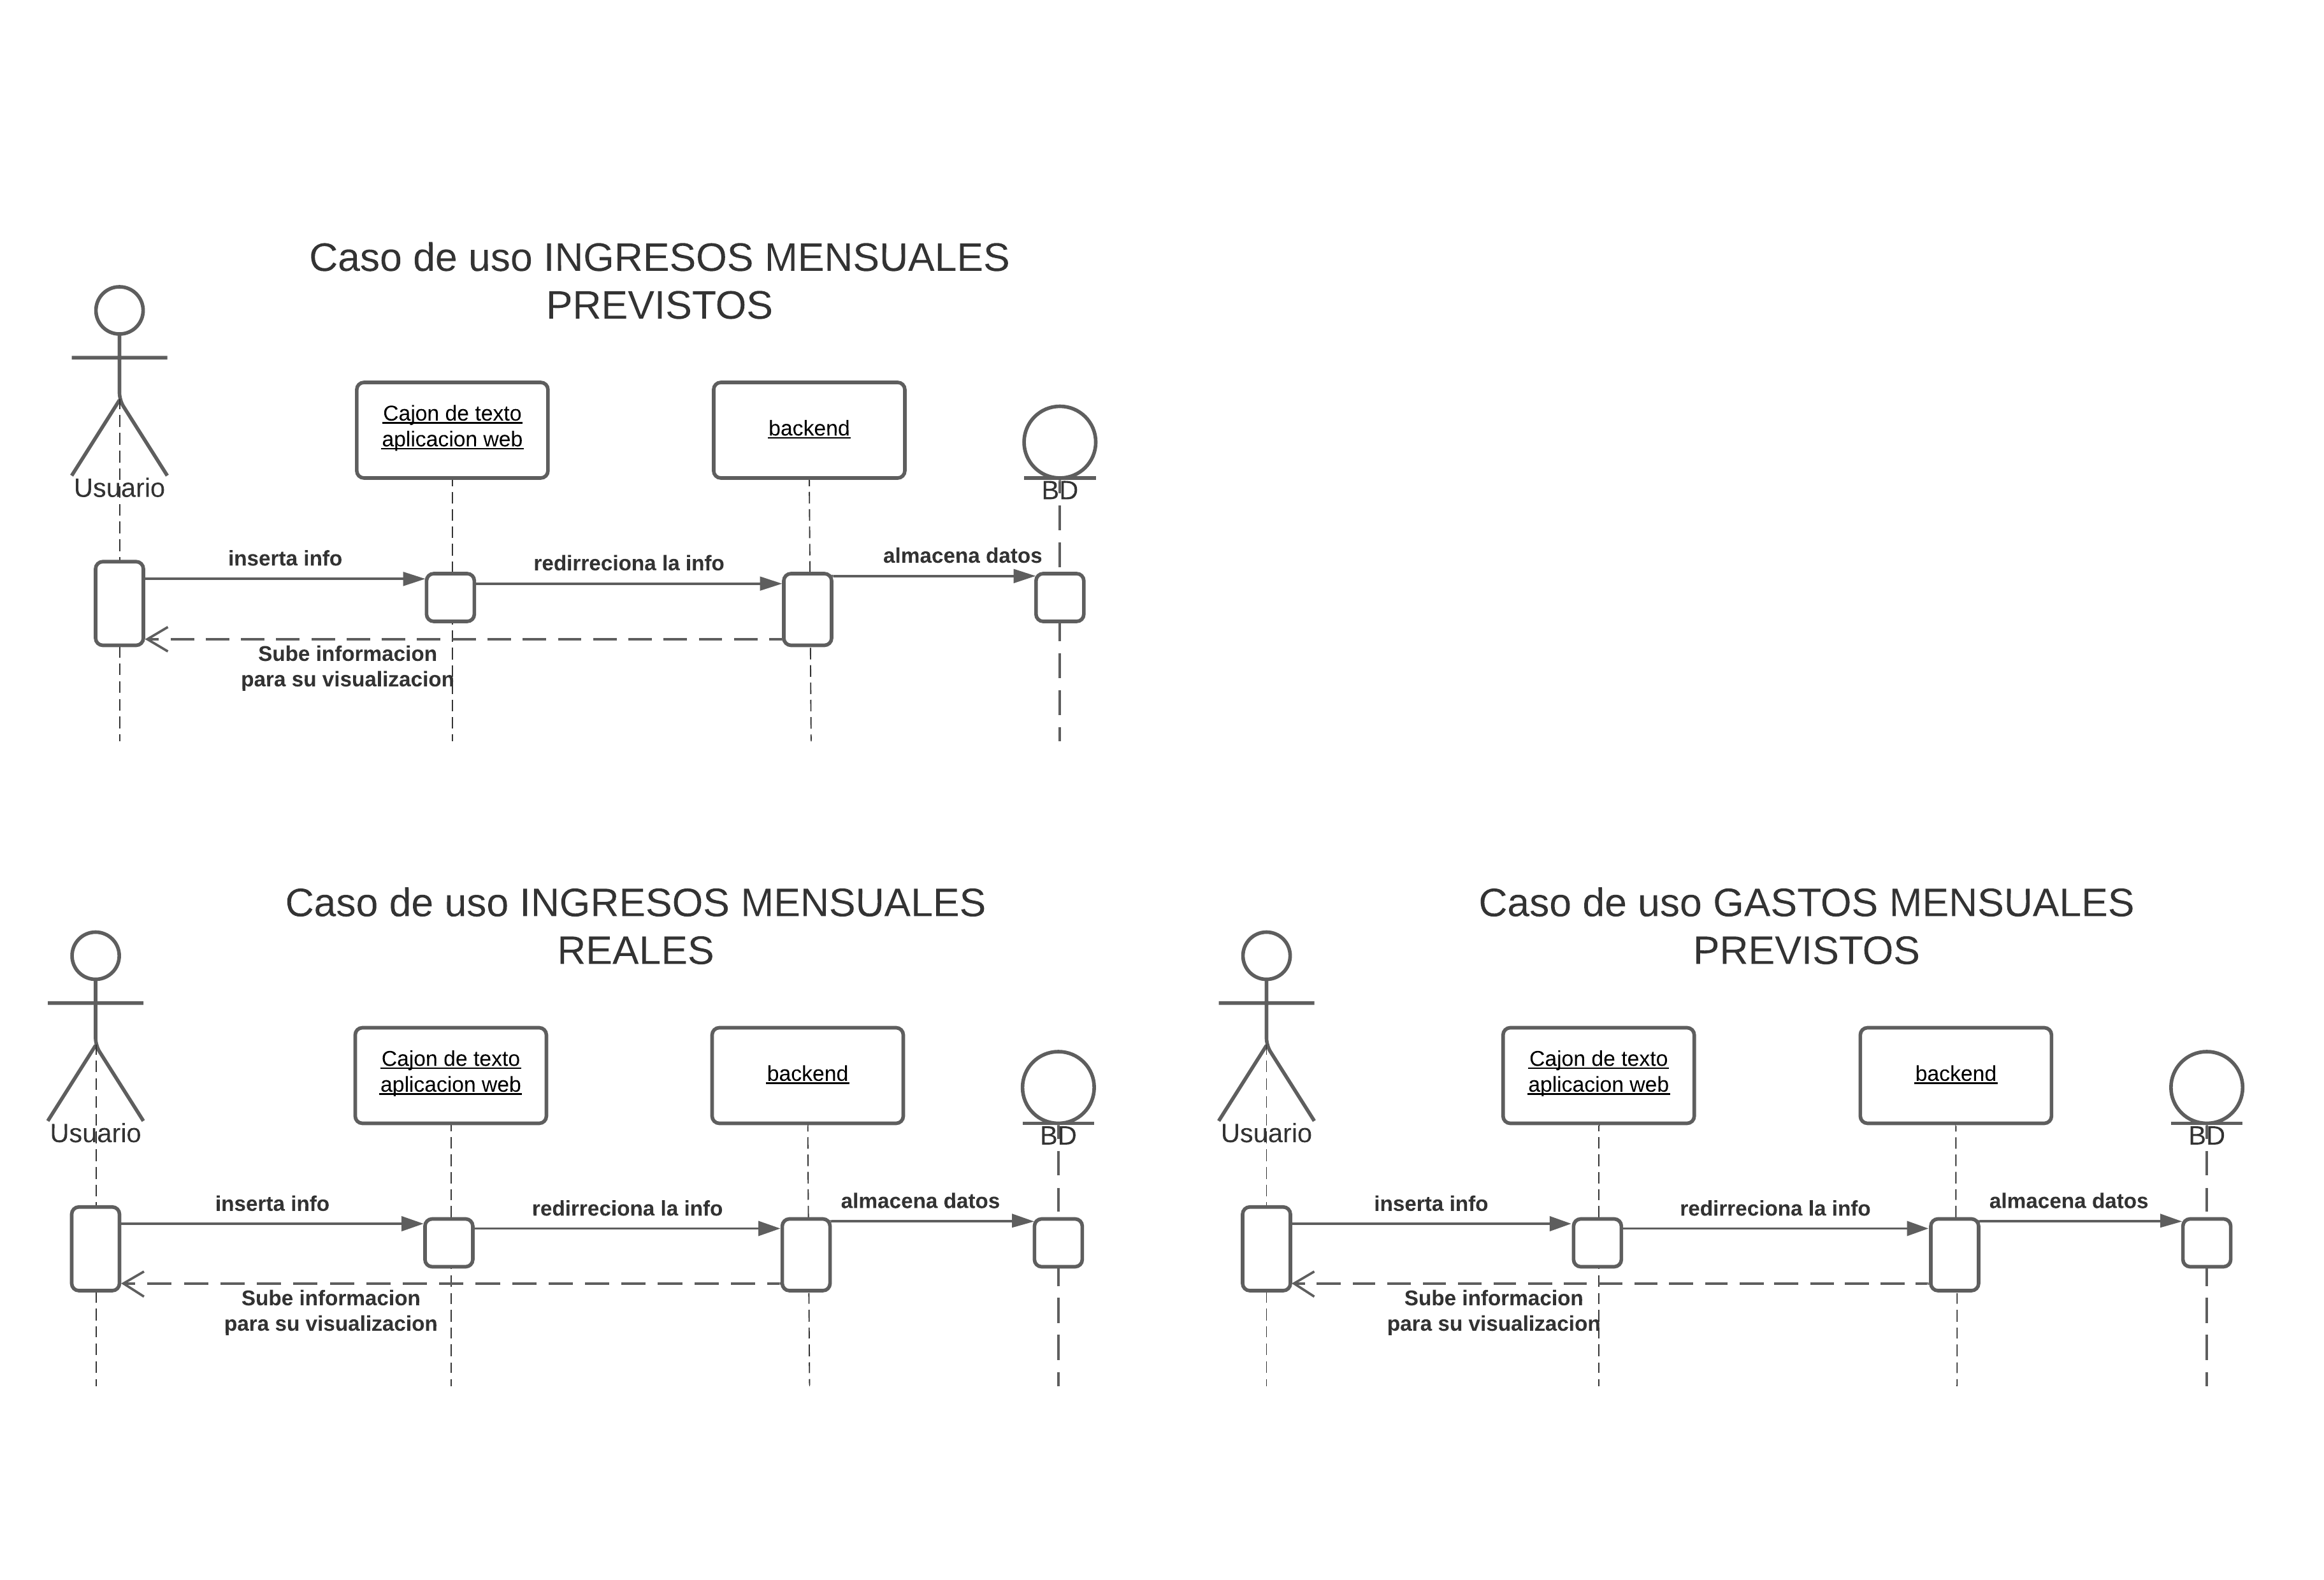 Caso de uso INGRESOS MENSUALES
PREVISTOS
Cajon de texto
aplicacion web
backend
Usuario
BD
inserta info
redirreciona la info
almacena datos
Sube informacion
para su visualizacion
Caso de uso INGRESOS MENSUALES
REALES
Cajon de texto
aplicacion web
backend
Usuario
BD
inserta info
redirreciona la info
almacena datos
Sube informacion
para su visualizacion
Caso de uso GASTOS MENSUALES
PREVISTOS
Cajon de texto
aplicacion web
backend
Usuario
BD
inserta info
redirreciona la info
almacena datos
Sube informacion
para su visualizacion